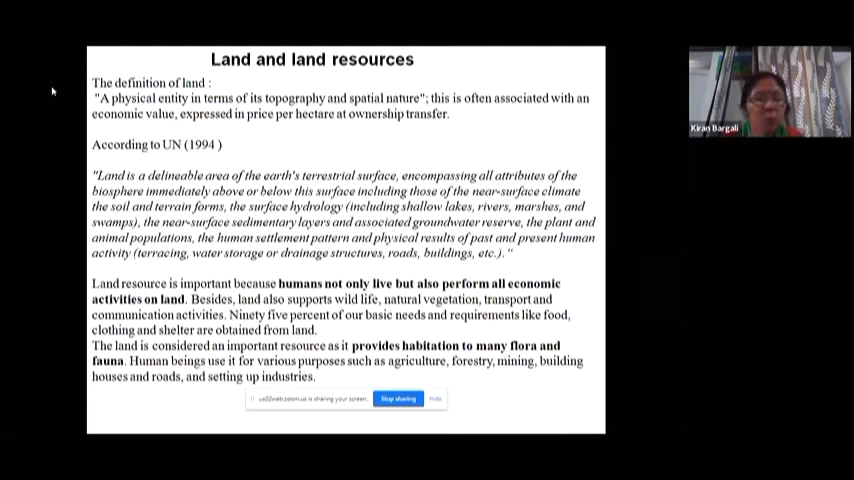 Land and land resources
The definition of land :
"A physical entity in terms of its topography and spatial nature"; this is often associated with an
economic value, expressed in price per hectare at ownership transfer.
According to UN (1994 )
"Land is a delineable area of the earth's terrestrial surface, encompassing all attributes of the
biosphere immediately above or below this surface including those of the near-surface climate
the soil and terrain forms, the surface hydrology (including shallow lakes, rivers, marshes, and
swamps), the near-surface sedimentary layers and associated groundwater reserve, the plant and
animal populations, the human settlement pattern and physical results of past and present human
activity (terracing, water storage or drainage structures, roads, buildings, etc.). "
Land resource is important because humans not only live but also perform all economic
activities on land. Besides, land also supports wild life, natural vegetation, transport and
communication activities. Ninety five percent of our basic needs and requirements like food,
clothing and shelter are obtained from land.
The land is considered an important resource as it provides habitation to many flora and
fauna. Human beings use it for various purposes such as agriculture, forestry, mining, building
houses and roads, and setting up industries.
us02web.zoom.us is sharing your screen.
Stop sharing
Hide
Kiran Bargali